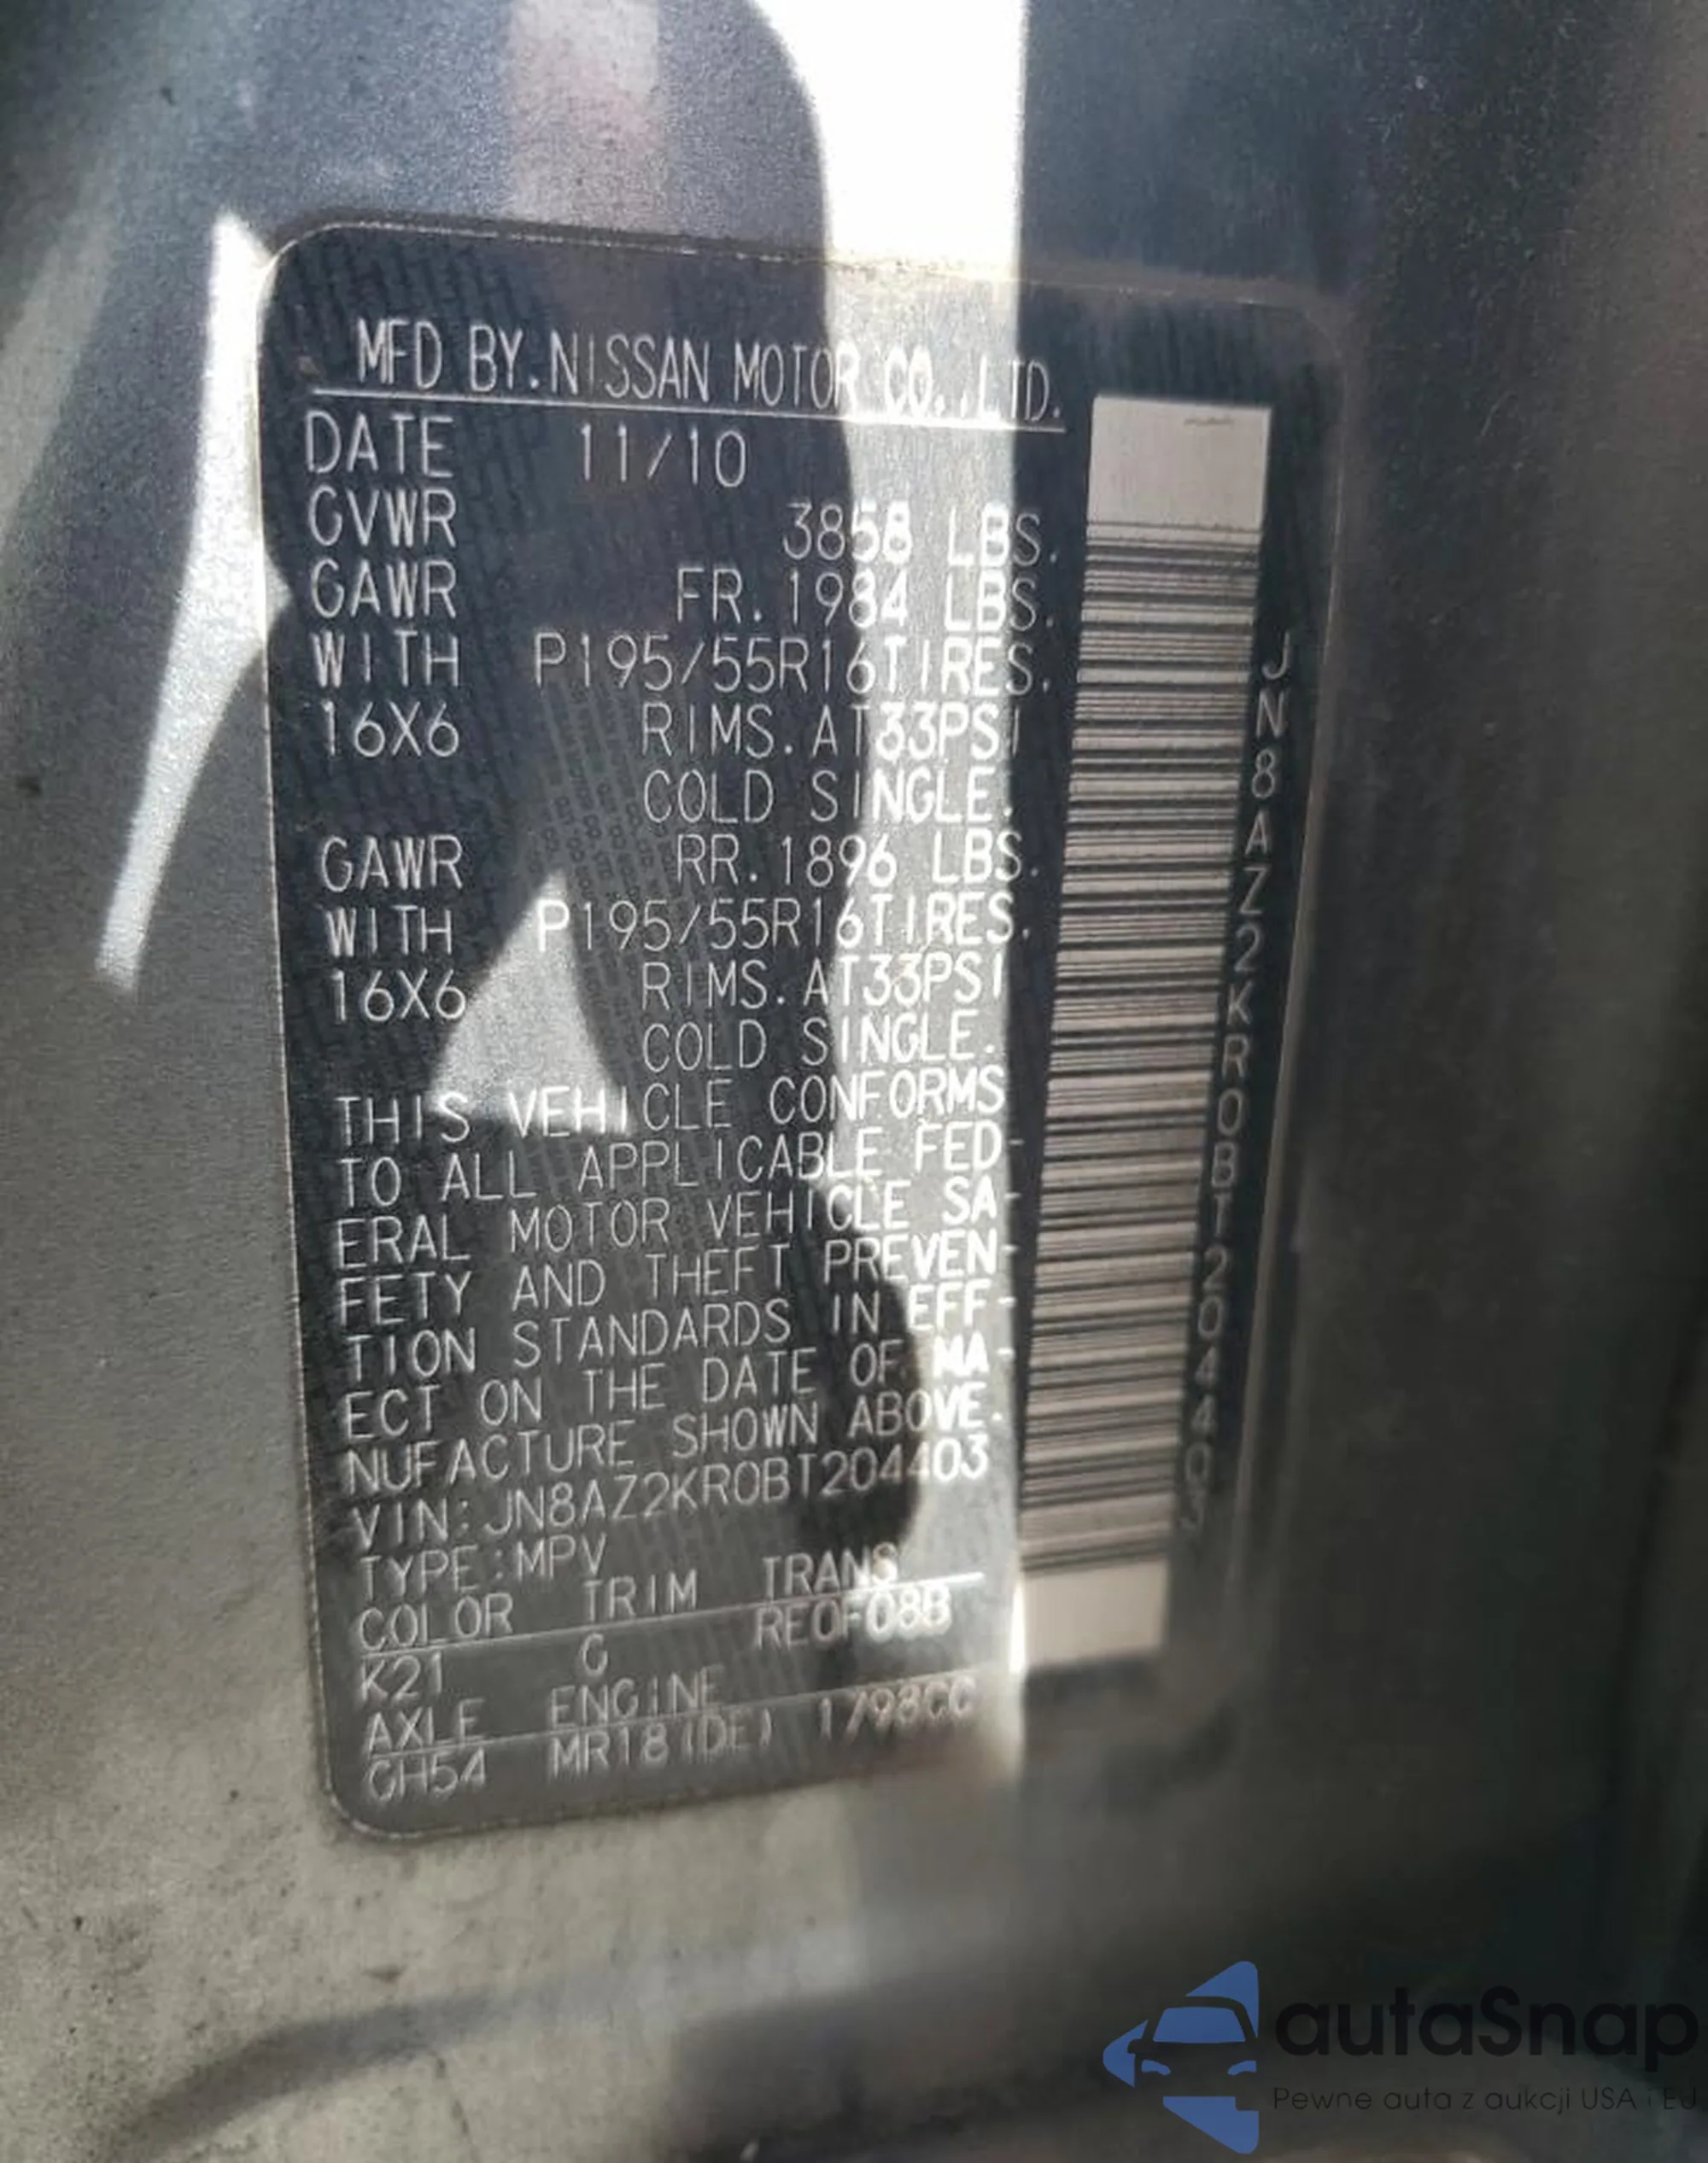 MFD BY.NISSAN MOTOR CO.,LTD.
DATE 11/10
GVWR 3858 LBS.
GAWR FR.1984 LBS.
WITH P195/55R16TIRES.
16X6 RIMS.AT33PSI
COLD SINGLE.
GAWR RR.1896 LBS.
WITH P195/55R16TIRES.
16X6 RIMS.AT33PSI
COLD SINGLE.
THIS VEHICLE CONFORMS
TO ALL APPLICABLE FED-
ERAL MOTOR VEHICLE SA-
FETY AND THEFT PREVEN-
TION STANDARDS IN EFF-
ECT ON THE DATE OF MA-
NUFACTURE SHOWN ABOVE.
VIN:JN8AZ2KR0BT204403
TYPE:MPV
COLOR TRIM TRANS
K21 G RE0F08B
AXLE ENGINE
GH54 MR18(DE) 1798CC
JN8AZ2KR0BT204403
autaSnap
Pewne auta z aukcji USA i EU